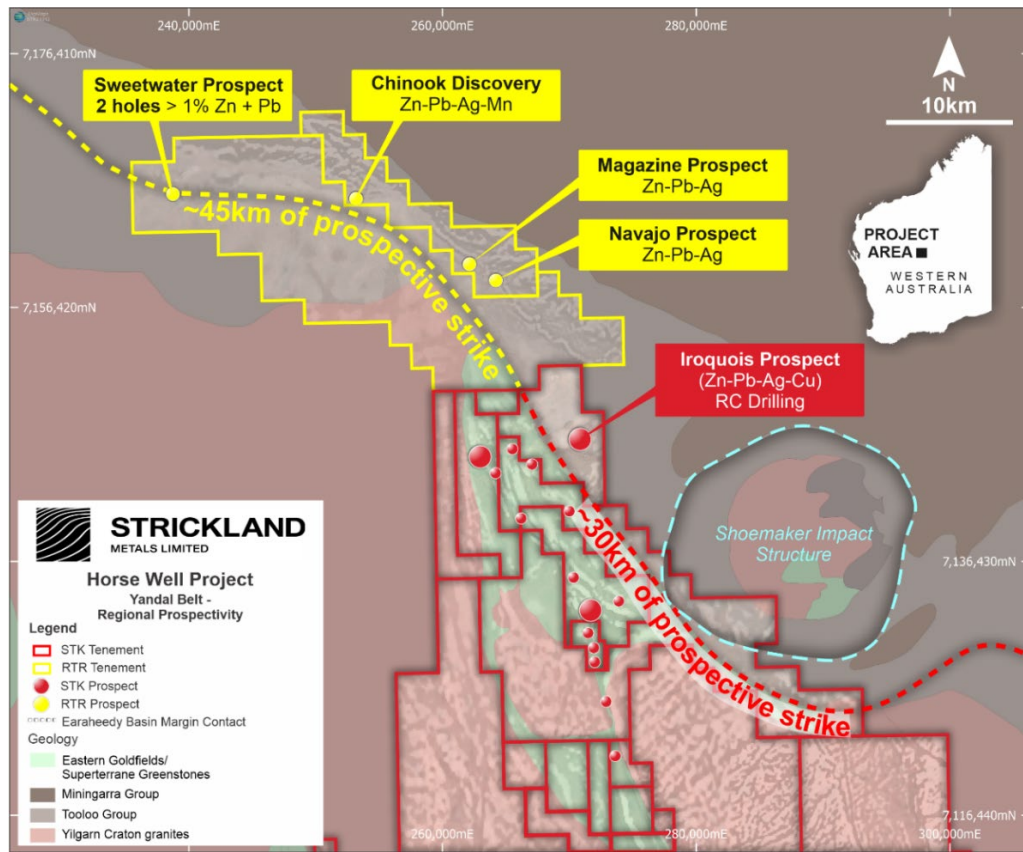 240,000mE
260,000mE
280,000mE
7,176,410mN
Sweetwater Prospect
2 holes > 1% Zn + Pb
Chinook Discovery
Zn-Pb-Ag-Mn
N
10km
Magazine Prospect
Zn-Pb-Ag
~45km of prospective strike
Navajo Prospect
Zn-Pb-Ag
PROJECT
AREA
WESTERN
AUSTRALIA
7,156,420mN
7,156,420mN
Iroquois Prospect
(Zn-Pb-Ag-Cu)
RC Drilling
~30km of prospective strike
Shoemaker Impact
Structure
7,136,430mN
STRICKLAND
METALS LIMITED
Horse Well Project
Yandal Belt -
Regional Prospectivity
Legend
STK Tenement
RTR Tenement
STK Prospect
RTR Prospect
Earaheedy Basin Margin Contact
Geology
Eastern Goldfields/
Superterrane Greenstones
Miningarra Group
Tooloo Group
Yilgarn Craton granites
7,116,440mN
260,000mE
280,000mE
300,000mE